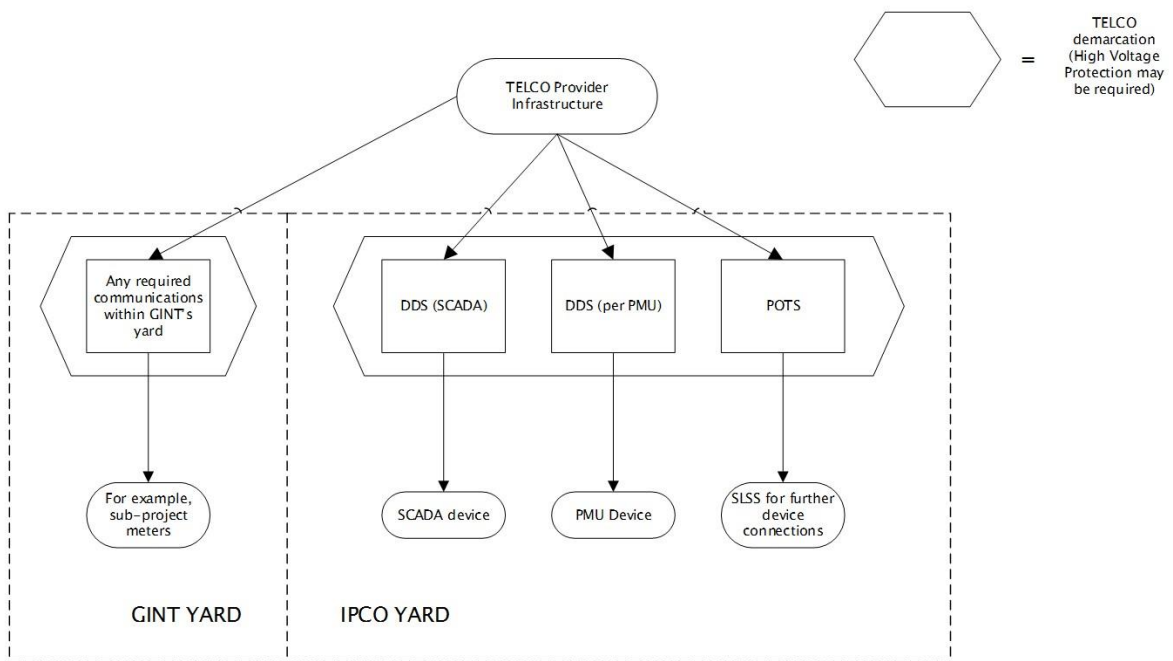 TELCO
demarcation
(High Voltage
Protection may
be required)
=
TELCO Provider
Infrastructure
Any required
communications
within GINT's
yard
DDS (SCADA)
DDS (per PMU)
POTS
For example,
sub-project
meters
SCADA device
PMU Device
SLSS for further
device
connections
GINT YARD
IPCO YARD